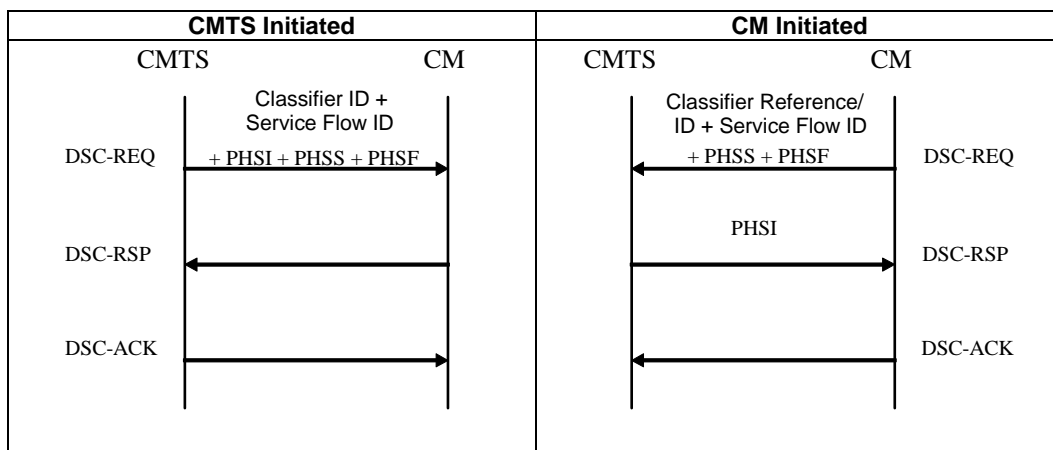 CMTS Initiated
CM Initiated
CMTS CM
CMTS CM
Classifier ID +
Service Flow ID
DSC-REQ + PHSI + PHSS + PHSF
Classifier Reference/
ID + Service Flow ID
+ PHSS + PHSF DSC-REQ
DSC-RSP
PHSI
DSC-RSP
DSC-ACK
DSC-ACK